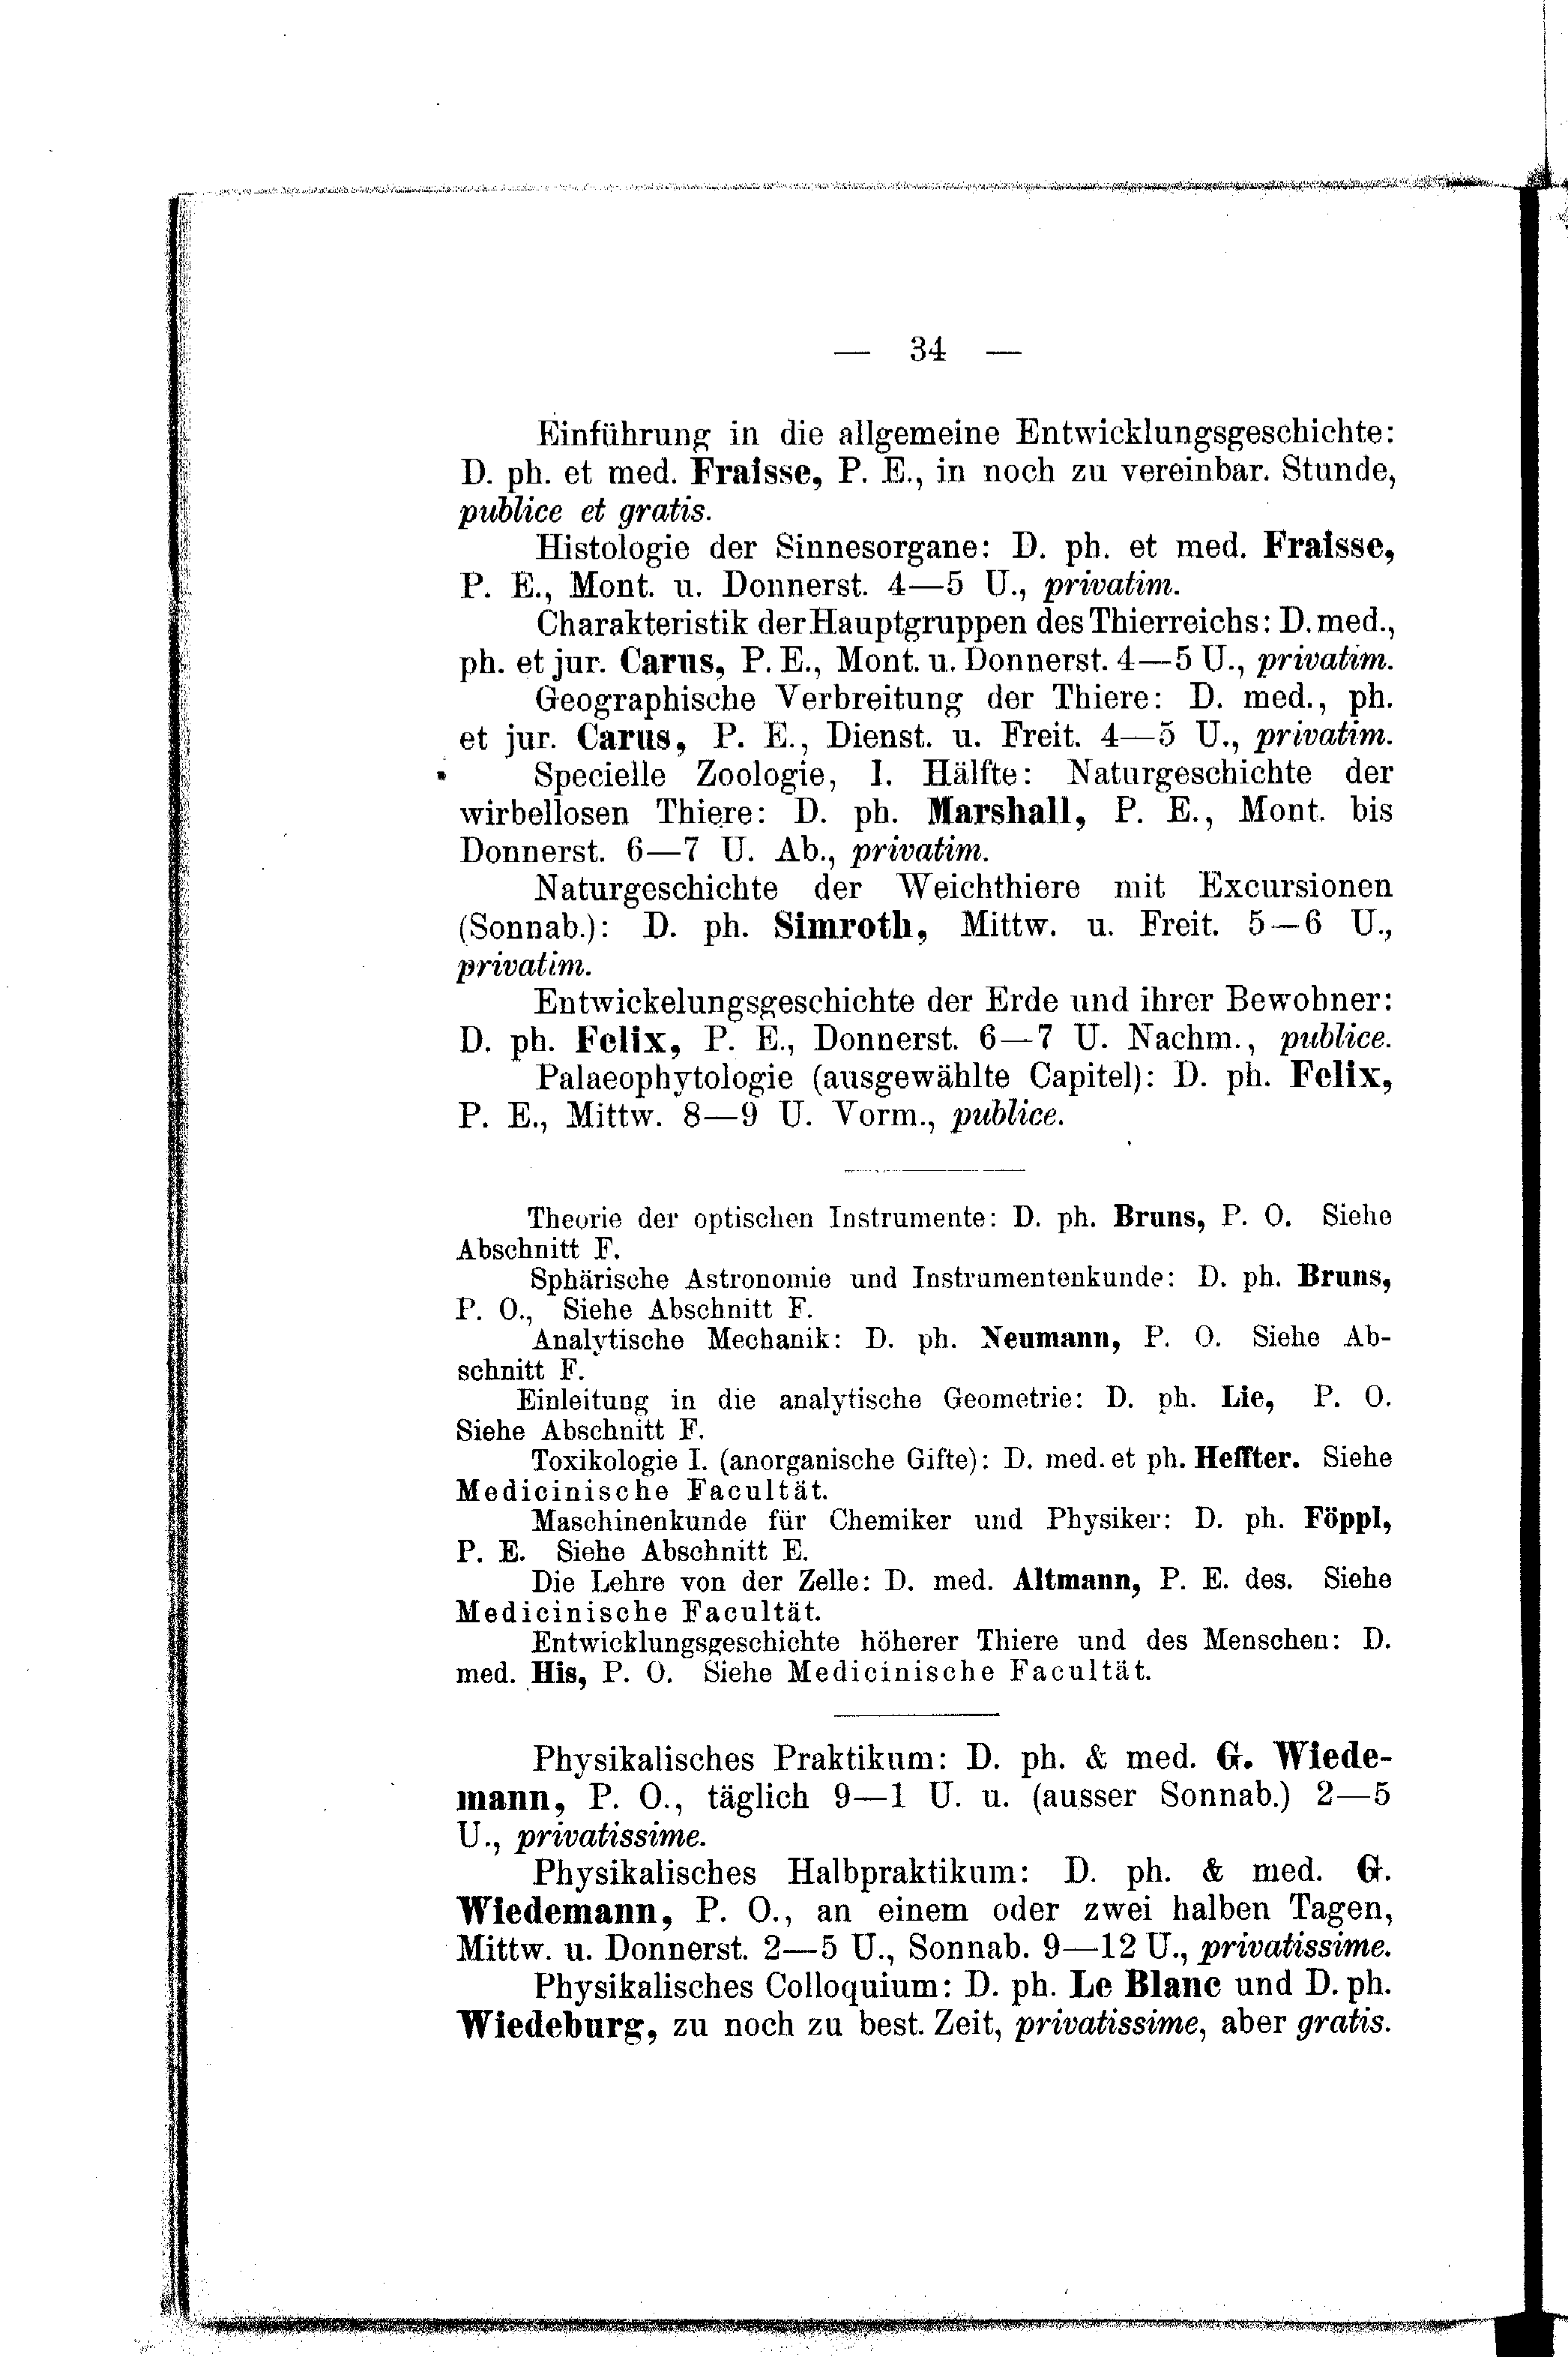 — 34 —
Einführung in die allgemeine Entwicklungsgeschichte:
D. ph. et med. Fraisse, P. E., in noch zu vereinbar. Stunde,
publice et gratis.
Histologie der Sinnesorgane: D. ph. et med. Fraisse,
P. E., Mont. u. Donnerst. 4—5 U., privatim.
Charakteristik der Hauptgruppen des Thierreichs: D. med.,
ph. et jur. Carus, P. E., Mont. u. Donnerst. 4—5 U., privatim.
Geographische Verbreitung der Thiere: D. med., ph.
et jur. Carus, P. E., Dienst. u. Freit. 4—5 U., privatim.
Specielle Zoologie, I. Hälfte: Naturgeschichte der
wirbellosen Thiere: D. ph. Marshall, P. E., Mont. bis
Donnerst. 6—7 U. Ab., privatim.
Naturgeschichte der Weichthiere mit Excursionen
(Sonnab.): D. ph. Simroth, Mittw. u. Freit. 5—6 U.,
privatim.
Entwickelungsgeschichte der Erde und ihrer Bewohner:
D. ph. Felix, P. E., Donnerst. 6—7 U. Nachm., publice.
Palaeophytologie (ausgewählte Capitel): D. ph. Felix,
P. E., Mittw. 8—9 U. Vorm., publice.
Theorie der optischen Instrumente: D. ph. Bruns, P. O. Siehe
Abschnitt F.
Sphärische Astronomie und Instrumentenkunde: D. ph. Bruns,
P. O., Siehe Abschnitt F.
Analytische Mechanik: D. ph. Neumann, P. O. Siehe Ab-
schnitt F.
Einleitung in die analytische Geometrie: D. ph. Lie, P. O.
Siehe Abschnitt F.
Toxikologie I. (anorganische Gifte): D. med. et ph. Heffter. Siehe
Medicinische Facultät.
Maschinenkunde für Chemiker und Physiker: D. ph. Föppl,
P. E. Siehe Abschnitt E.
Die Lehre von der Zelle: D. med. Altmann, P. E. des. Siehe
Medicinische Facultät.
Entwicklungsgeschichte höherer Thiere und des Menschen: D.
med. His, P. O. Siehe Medicinische Facultät.
Physikalisches Praktikum: D. ph. & med. G. Wiede-
mann, P. O., täglich 9—1 U. u. (ausser Sonnab.) 2—5
U., privatissime.
Physikalisches Halbpraktikum: D. ph. & med. G.
Wiedemann, P. O., an einem oder zwei halben Tagen,
Mittw. u. Donnerst. 2—5 U., Sonnab. 9—12 U., privatissime.
Physikalisches Colloquium: D. ph. Le Blanc und D. ph.
Wiedeburg, zu noch zu best. Zeit, privatissime, aber gratis.